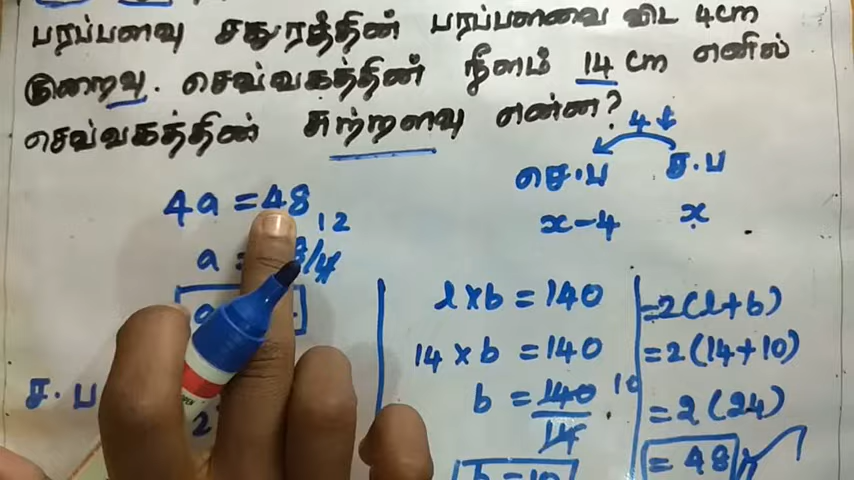 பரப்பளவு சதுரத்தின் பரப்பளவை விட 4cm
குறைவு. செவ்வகத்தின் நீளம் 14 cm எனில்
செவ்வகத்தின் சுற்றளவு என்ன?
4↓
செ.ப ச.ப
x-4 x
4a = 48
12
a =
ச.ப
l x b = 140
14 x b = 140
b = 140 10
14
b = 10
= 2(l+b)
= 2(14+10)
= 2(24)
= 48